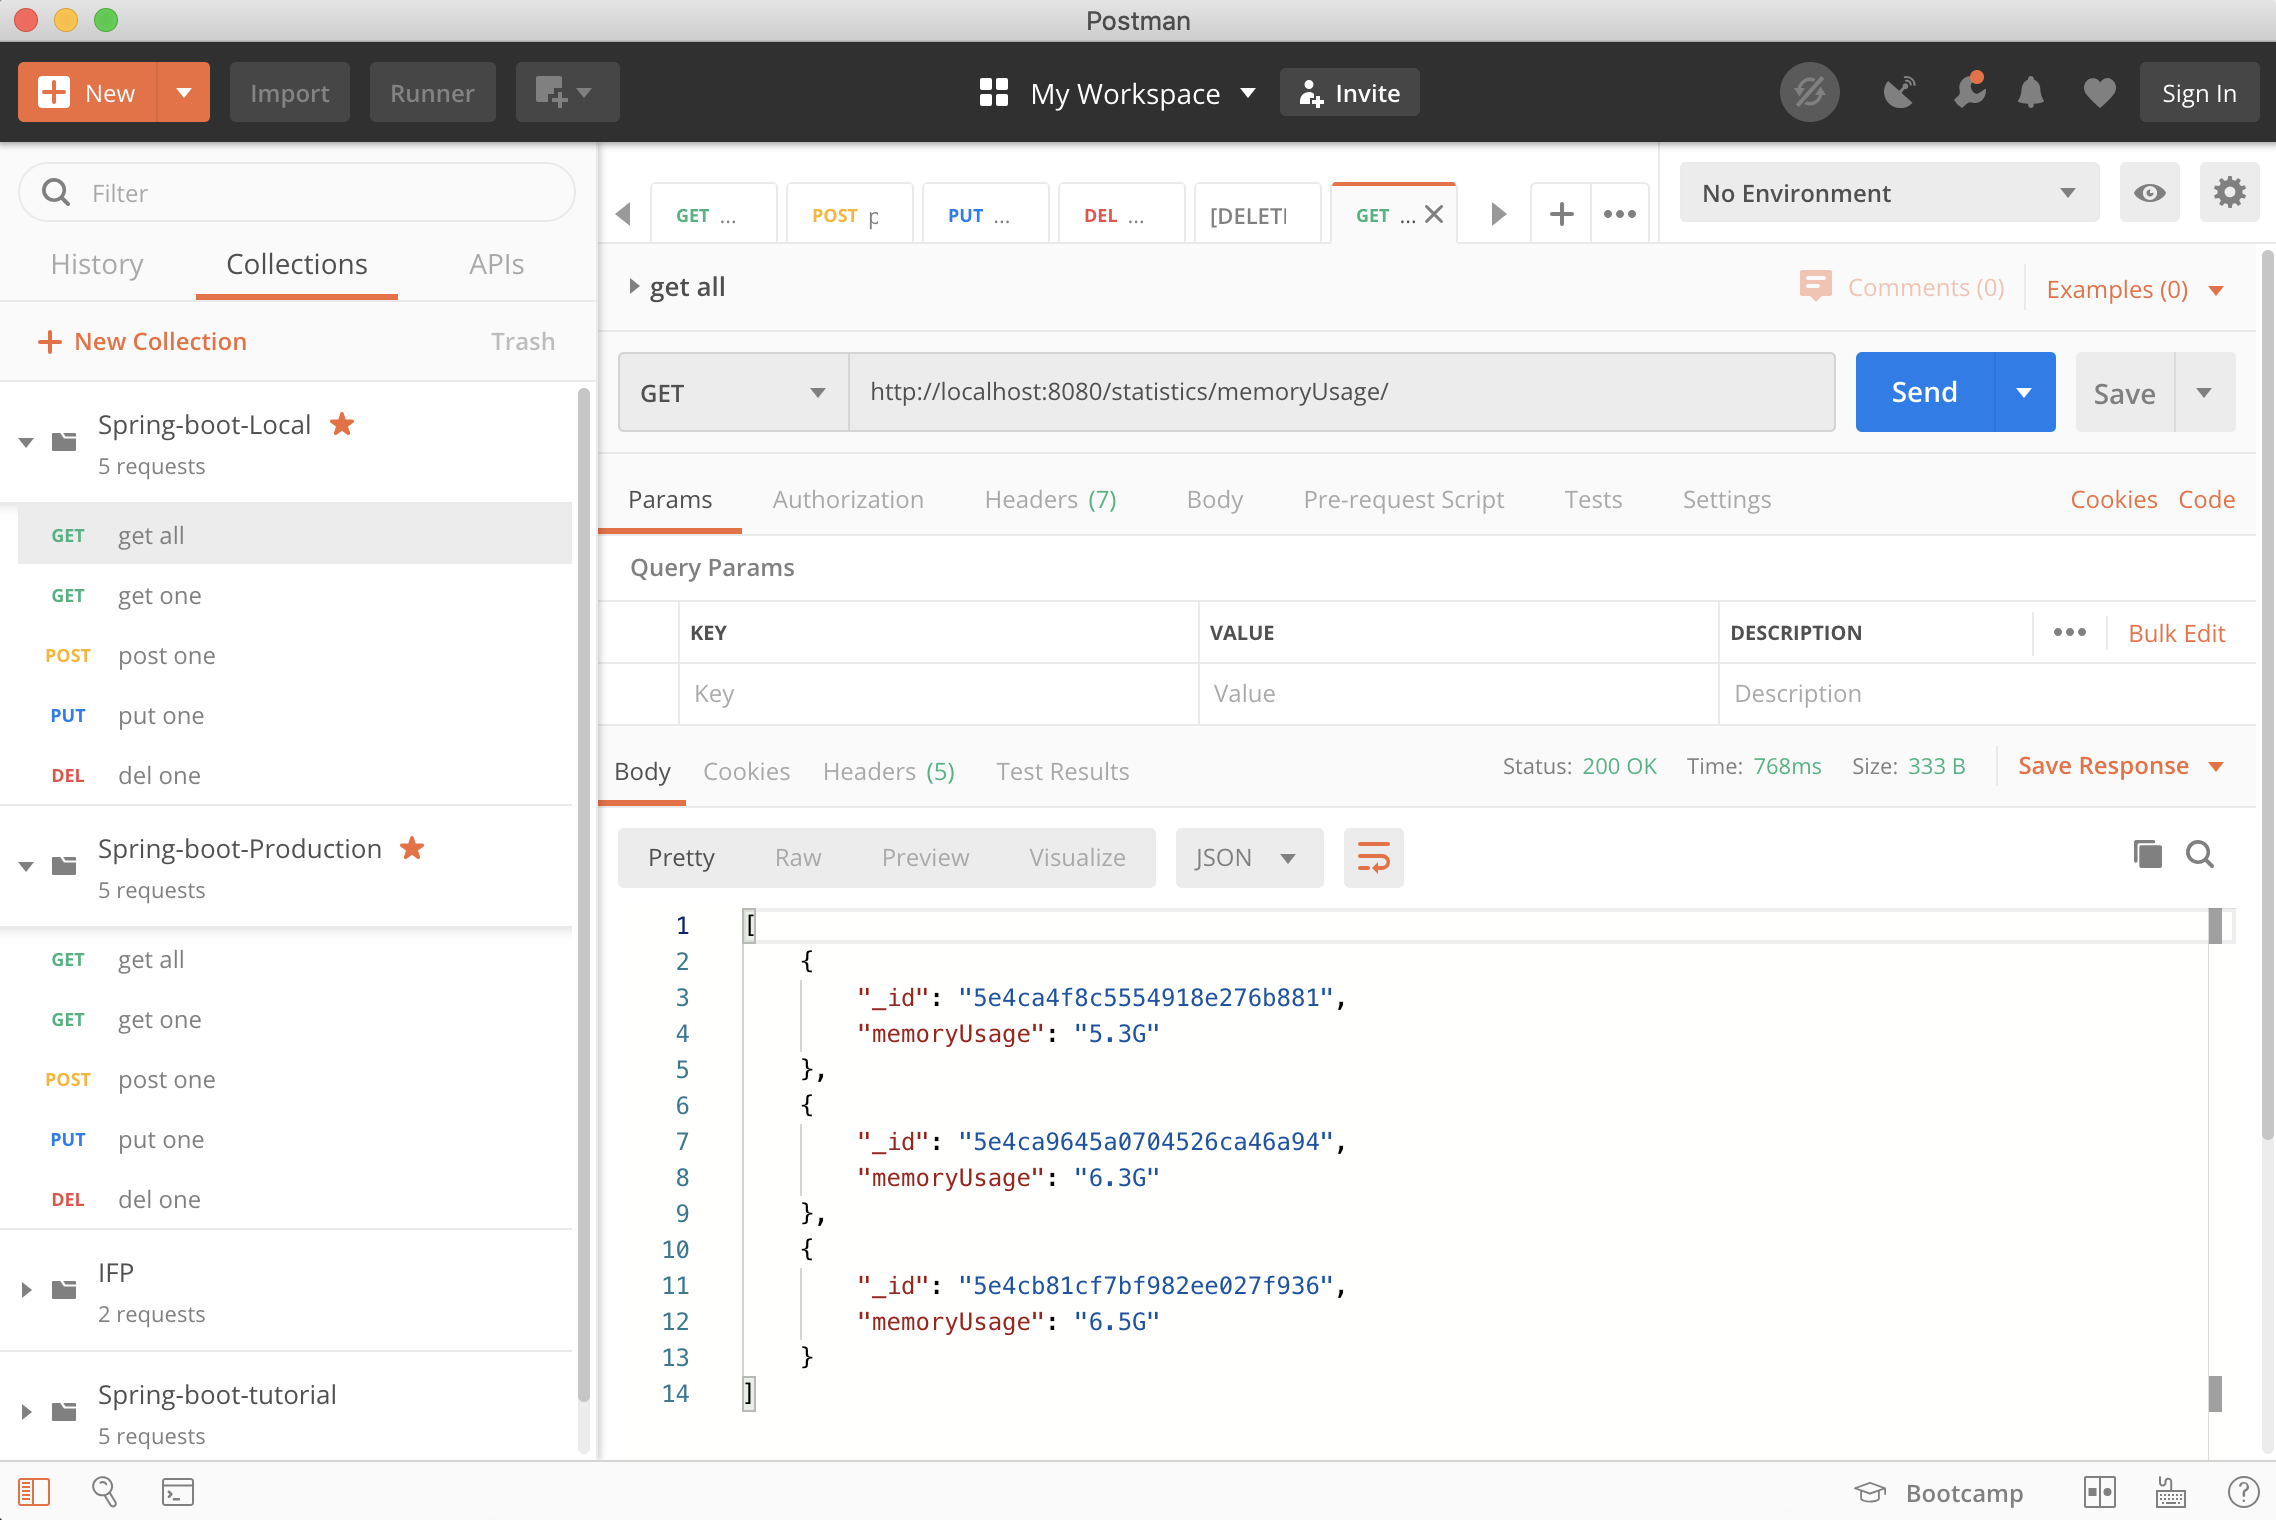 Postman
New
Import
Runner
My Workspace
Invite
Sign In
Filter
History
Collections
APIs
New Collection
Trash
Spring-boot-Local
5 requests
GET get all
GET get one
POST post one
PUT put one
DEL del one
Spring-boot-Production
5 requests
GET get all
GET get one
POST post one
PUT put one
DEL del one
IFP
2 requests
Spring-boot-tutorial
5 requests
GET ...
POST p
PUT ...
DEL ...
[DELETI
GET ...
No Environment
get all
Comments (0)
Examples (0)
GET
http://localhost:8080/statistics/memoryUsage/
Send
Save
Params
Authorization
Headers (7)
Body
Pre-request Script
Tests
Settings
Cookies
Code
Query Params
KEY
VALUE
DESCRIPTION
Bulk Edit
Key
Value
Description
Body
Cookies
Headers (5)
Test Results
Status: 200 OK
Time: 768ms
Size: 333 B
Save Response
Pretty
Raw
Preview
Visualize
JSON
1 [
2 {
3 "_id": "5e4ca4f8c5554918e276b881",
4 "memoryUsage": "5.3G"
5 },
6 {
7 "_id": "5e4ca9645a0704526ca46a94",
8 "memoryUsage": "6.3G"
9 },
10 {
11 "_id": "5e4cb81cf7bf982ee027f936",
12 "memoryUsage": "6.5G"
13 }
14 ]
Bootcamp